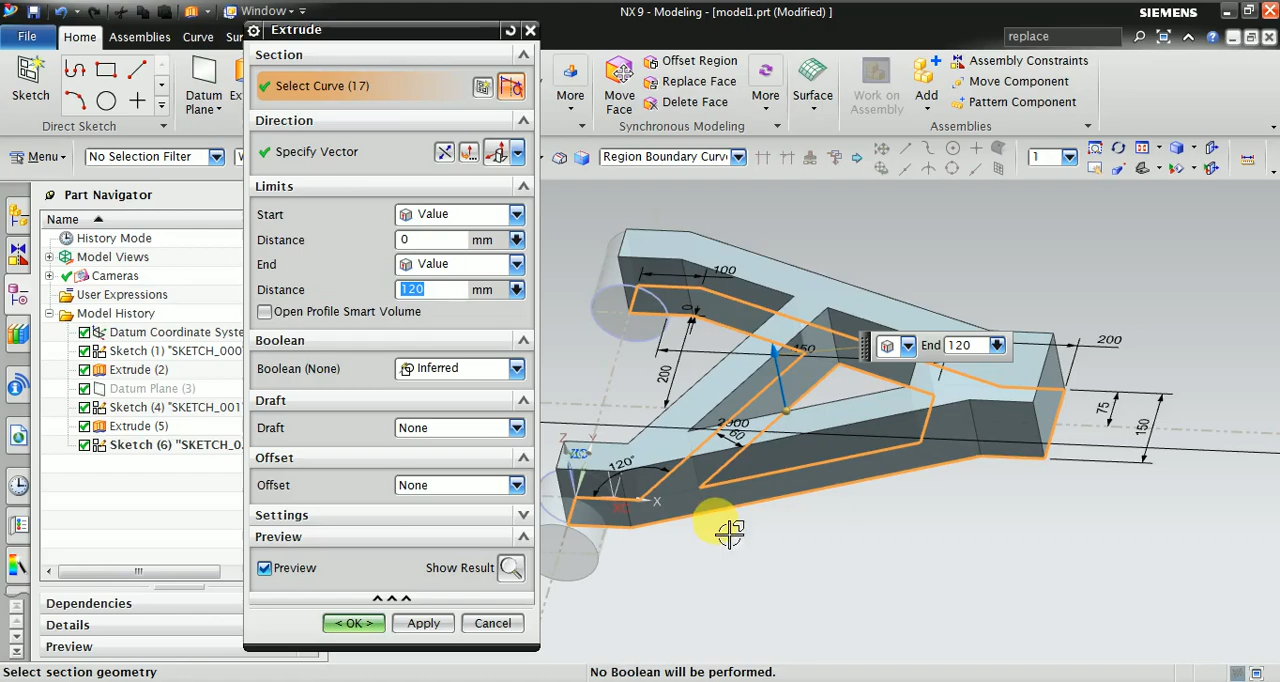 Window
NX 9 - Modeling - [model1.prt (Modified) ]
SIEMENS
File
Home
Assemblies
Curve
Su
replace
Sketch
Datum
Plane
Ex
Direct Sketch
More
Move
Face
Offset Region
Replace Face
Delete Face
More
Synchronous Modeling
Surface
Work on
Assembly
Add
Assembly Constraints
Move Component
Pattern Component
Assemblies
Menu
No Selection Filter
W
Region Boundary Curv
1
Part Navigator
Name
History Mode
Model Views
Cameras
User Expressions
Model History
Datum Coordinate Syste
Sketch (1) "SKETCH_000
Extrude (2)
Datum Plane (3)
Sketch (4) "SKETCH_001"
Extrude (5)
Sketch (6) "SKETCH_0
Dependencies
Details
Preview
Extrude
Section
Select Curve (17)
Direction
Specify Vector
Limits
Start
Value
Distance
0
mm
End
Value
Distance
120
mm
Open Profile Smart Volume
Boolean
Boolean (None)
Inferred
Draft
Draft
None
Offset
Offset
None
Settings
Preview
Preview
Show Result
< OK >
Apply
Cancel
100
0
200
End
120
200
75
150
60
120°
Z
Y
X
Select section geometry
No Boolean will be performed.